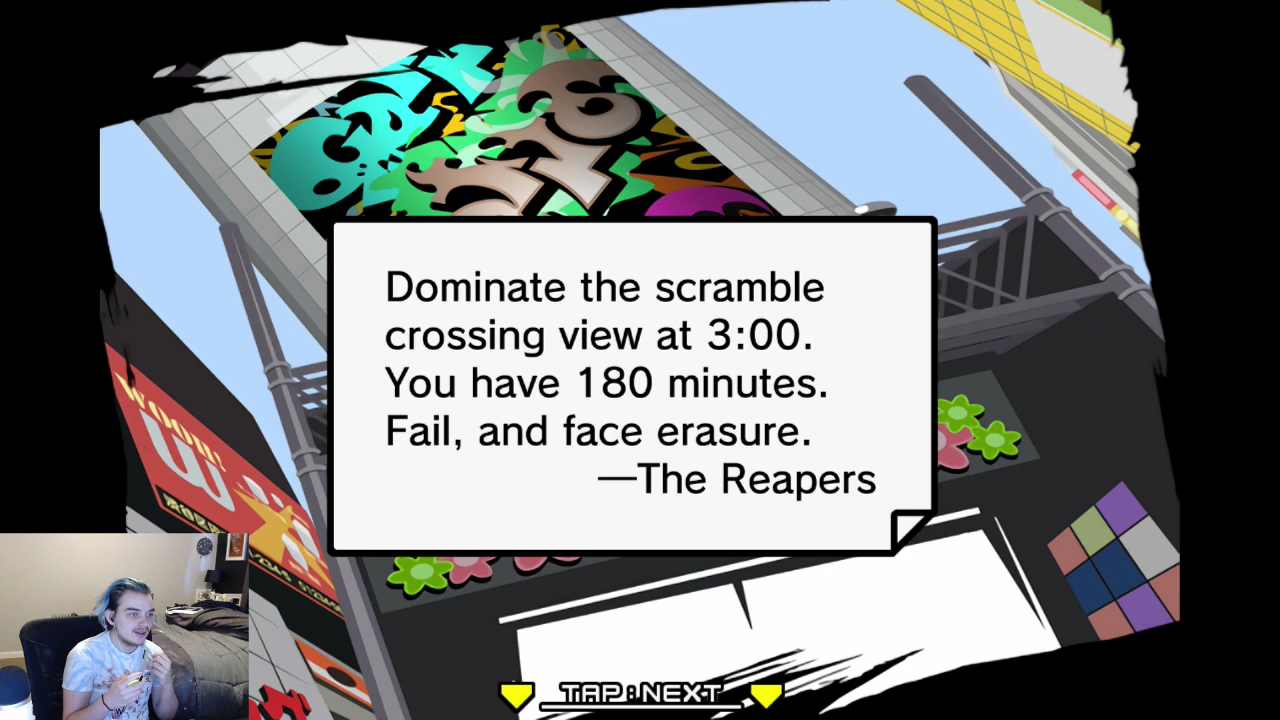 Dominate the scramble
crossing view at 3:00.
You have 180 minutes.
Fail, and face erasure.
—The Reapers
TAP:NEXT